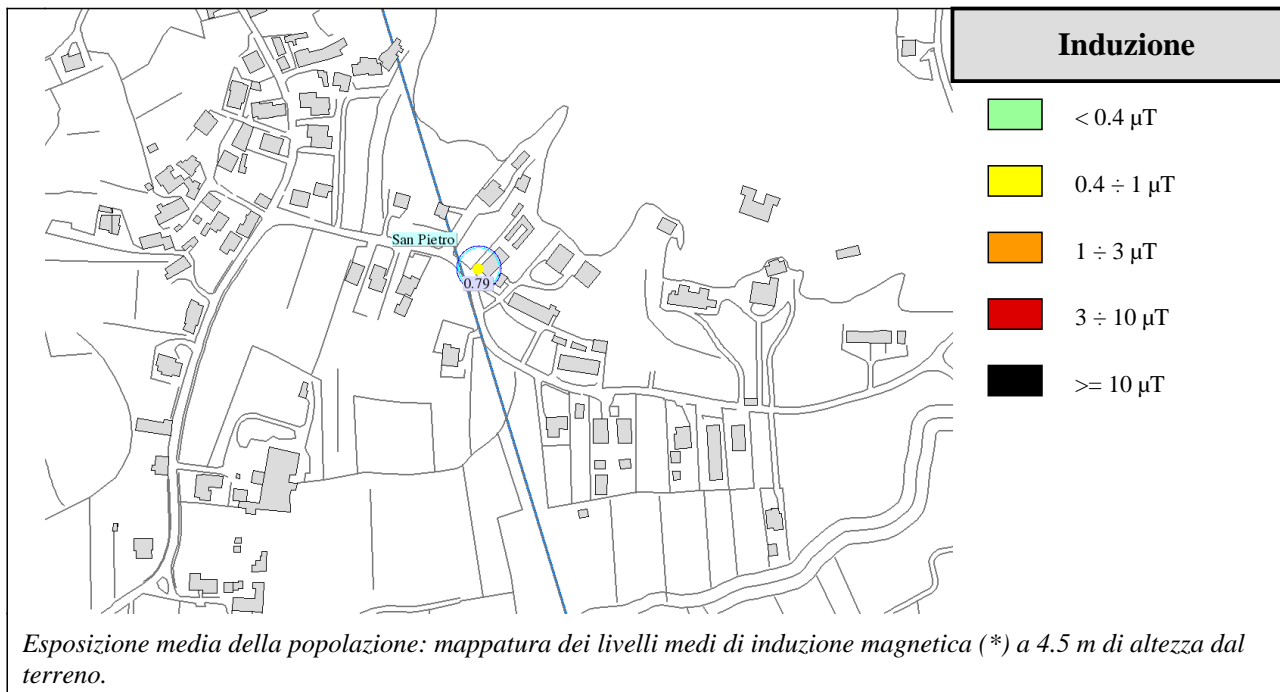 Induzione
< 0.4 µT
0.4 ÷ 1 µT
1 ÷ 3 µT
3 ÷ 10 µT
>= 10 µT
San Pietro
0.79
Esposizione media della popolazione: mappatura dei livelli medi di induzione magnetica (*) a 4.5 m di altezza dal
terreno.